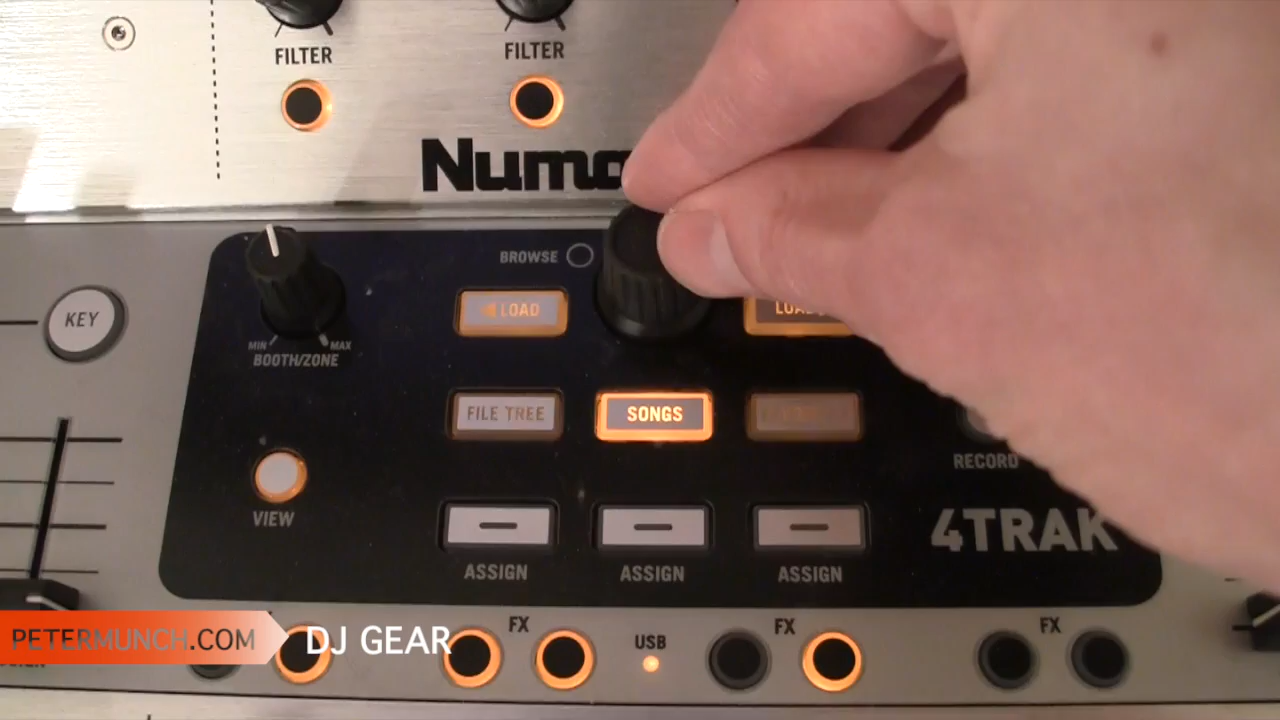 FILTER
FILTER
Numa
BROWSE
KEY
LOAD
LOAD
MIN
MAX
BOOTH/ZONE
FILE TREE
SONGS
VIEW
RECORD
4TRAK
ASSIGN
ASSIGN
ASSIGN
PETERMUNCH.COM
DJ GEAR
FX
USB
FX
FX